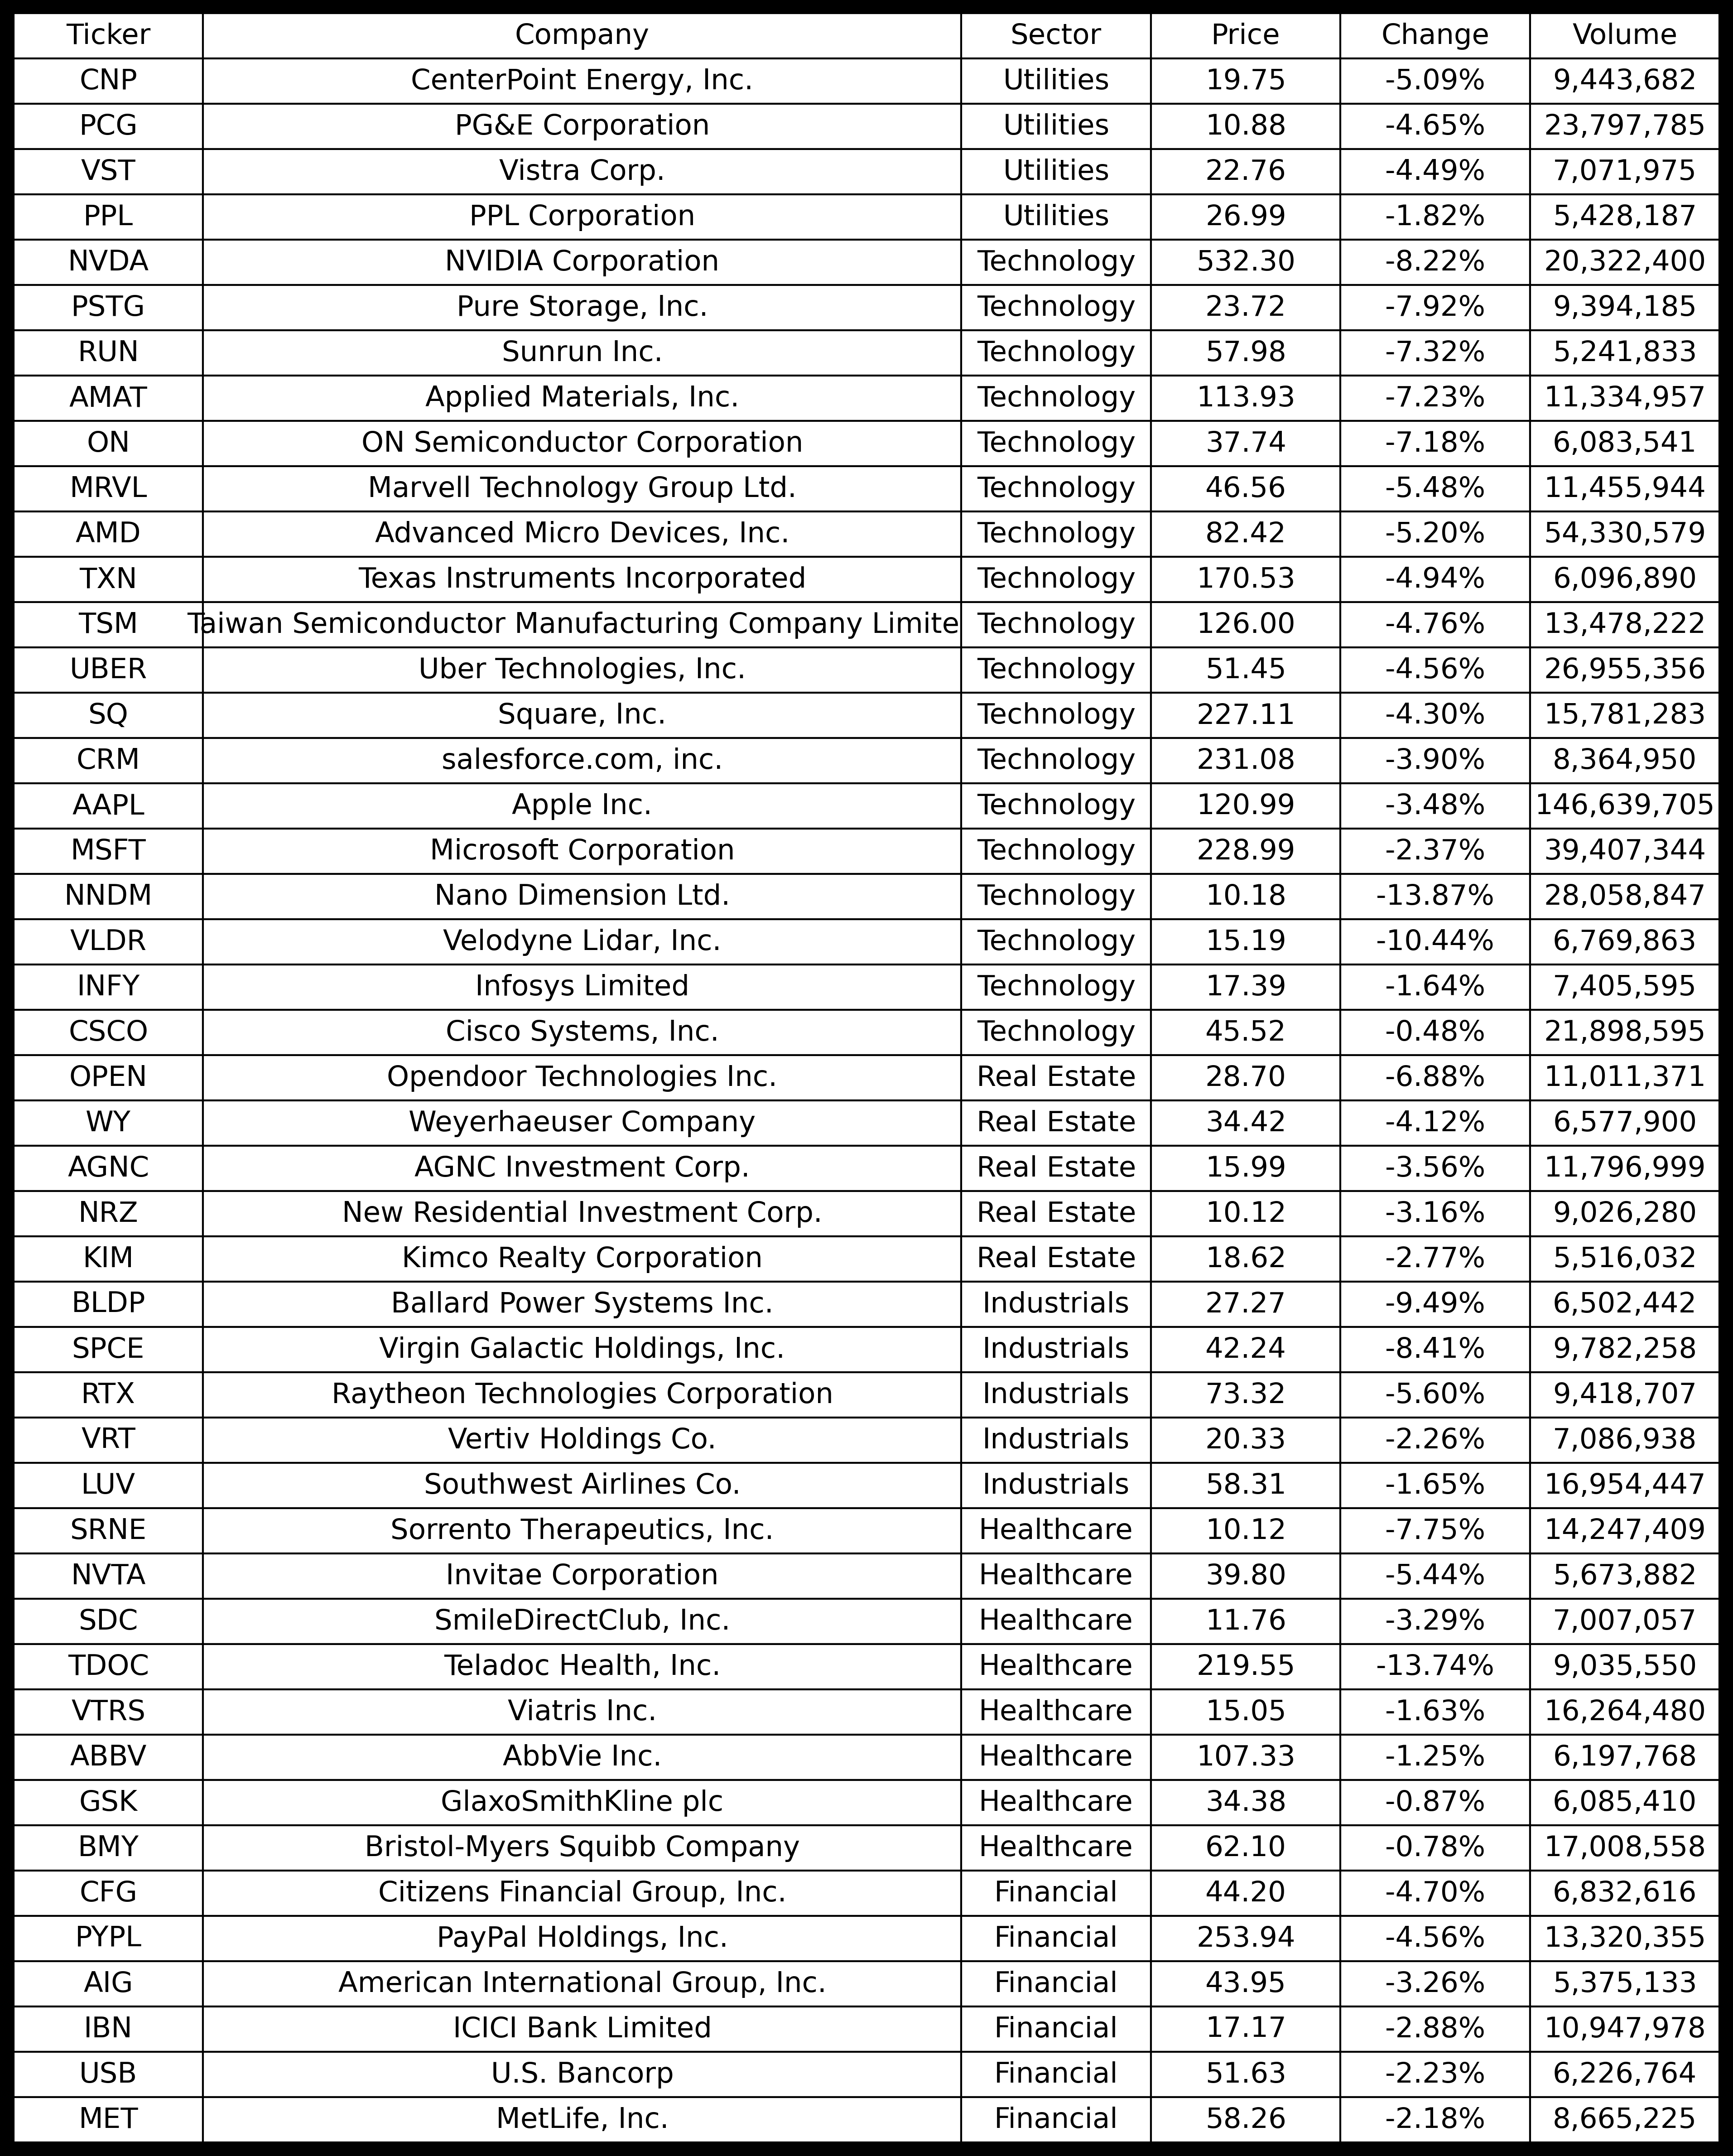 Ticker Company Sector Price Change Volume
CNP CenterPoint Energy, Inc. Utilities 19.75 -5.09% 9,443,682
PCG PG&E Corporation Utilities 10.88 -4.65% 23,797,785
VST Vistra Corp. Utilities 22.76 -4.49% 7,071,975
PPL PPL Corporation Utilities 26.99 -1.82% 5,428,187
NVDA NVIDIA Corporation Technology 532.30 -8.22% 20,322,400
PSTG Pure Storage, Inc. Technology 23.72 -7.92% 9,394,185
RUN Sunrun Inc. Technology 57.98 -7.32% 5,241,833
AMAT Applied Materials, Inc. Technology 113.93 -7.23% 11,334,957
ON ON Semiconductor Corporation Technology 37.74 -7.18% 6,083,541
MRVL Marvell Technology Group Ltd. Technology 46.56 -5.48% 11,455,944
AMD Advanced Micro Devices, Inc. Technology 82.42 -5.20% 54,330,579
TXN Texas Instruments Incorporated Technology 170.53 -4.94% 6,096,890
TSM Taiwan Semiconductor Manufacturing Company Limite Technology 126.00 -4.76% 13,478,222
UBER Uber Technologies, Inc. Technology 51.45 -4.56% 26,955,356
SQ Square, Inc. Technology 227.11 -4.30% 15,781,283
CRM salesforce.com, inc. Technology 231.08 -3.90% 8,364,950
AAPL Apple Inc. Technology 120.99 -3.48% 146,639,705
MSFT Microsoft Corporation Technology 228.99 -2.37% 39,407,344
NNDM Nano Dimension Ltd. Technology 10.18 -13.87% 28,058,847
VLDR Velodyne Lidar, Inc. Technology 15.19 -10.44% 6,769,863
INFY Infosys Limited Technology 17.39 -1.64% 7,405,595
CSCO Cisco Systems, Inc. Technology 45.52 -0.48% 21,898,595
OPEN Opendoor Technologies Inc. Real Estate 28.70 -6.88% 11,011,371
WY Weyerhaeuser Company Real Estate 34.42 -4.12% 6,577,900
AGNC AGNC Investment Corp. Real Estate 15.99 -3.56% 11,796,999
NRZ New Residential Investment Corp. Real Estate 10.12 -3.16% 9,026,280
KIM Kimco Realty Corporation Real Estate 18.62 -2.77% 5,516,032
BLDP Ballard Power Systems Inc. Industrials 27.27 -9.49% 6,502,442
SPCE Virgin Galactic Holdings, Inc. Industrials 42.24 -8.41% 9,782,258
RTX Raytheon Technologies Corporation Industrials 73.32 -5.60% 9,418,707
VRT Vertiv Holdings Co. Industrials 20.33 -2.26% 7,086,938
LUV Southwest Airlines Co. Industrials 58.31 -1.65% 16,954,447
SRNE Sorrento Therapeutics, Inc. Healthcare 10.12 -7.75% 14,247,409
NVTA Invitae Corporation Healthcare 39.80 -5.44% 5,673,882
SDC SmileDirectClub, Inc. Healthcare 11.76 -3.29% 7,007,057
TDOC Teladoc Health, Inc. Healthcare 219.55 -13.74% 9,035,550
VTRS Viatris Inc. Healthcare 15.05 -1.63% 16,264,480
ABBV AbbVie Inc. Healthcare 107.33 -1.25% 6,197,768
GSK GlaxoSmithKline plc Healthcare 34.38 -0.87% 6,085,410
BMY Bristol-Myers Squibb Company Healthcare 62.10 -0.78% 17,008,558
CFG Citizens Financial Group, Inc. Financial 44.20 -4.70% 6,832,616
PYPL PayPal Holdings, Inc. Financial 253.94 -4.56% 13,320,355
AIG American International Group, Inc. Financial 43.95 -3.26% 5,375,133
IBN ICICI Bank Limited Financial 17.17 -2.88% 10,947,978
USB U.S. Bancorp Financial 51.63 -2.23% 6,226,764
MET MetLife, Inc. Financial 58.26 -2.18% 8,665,225